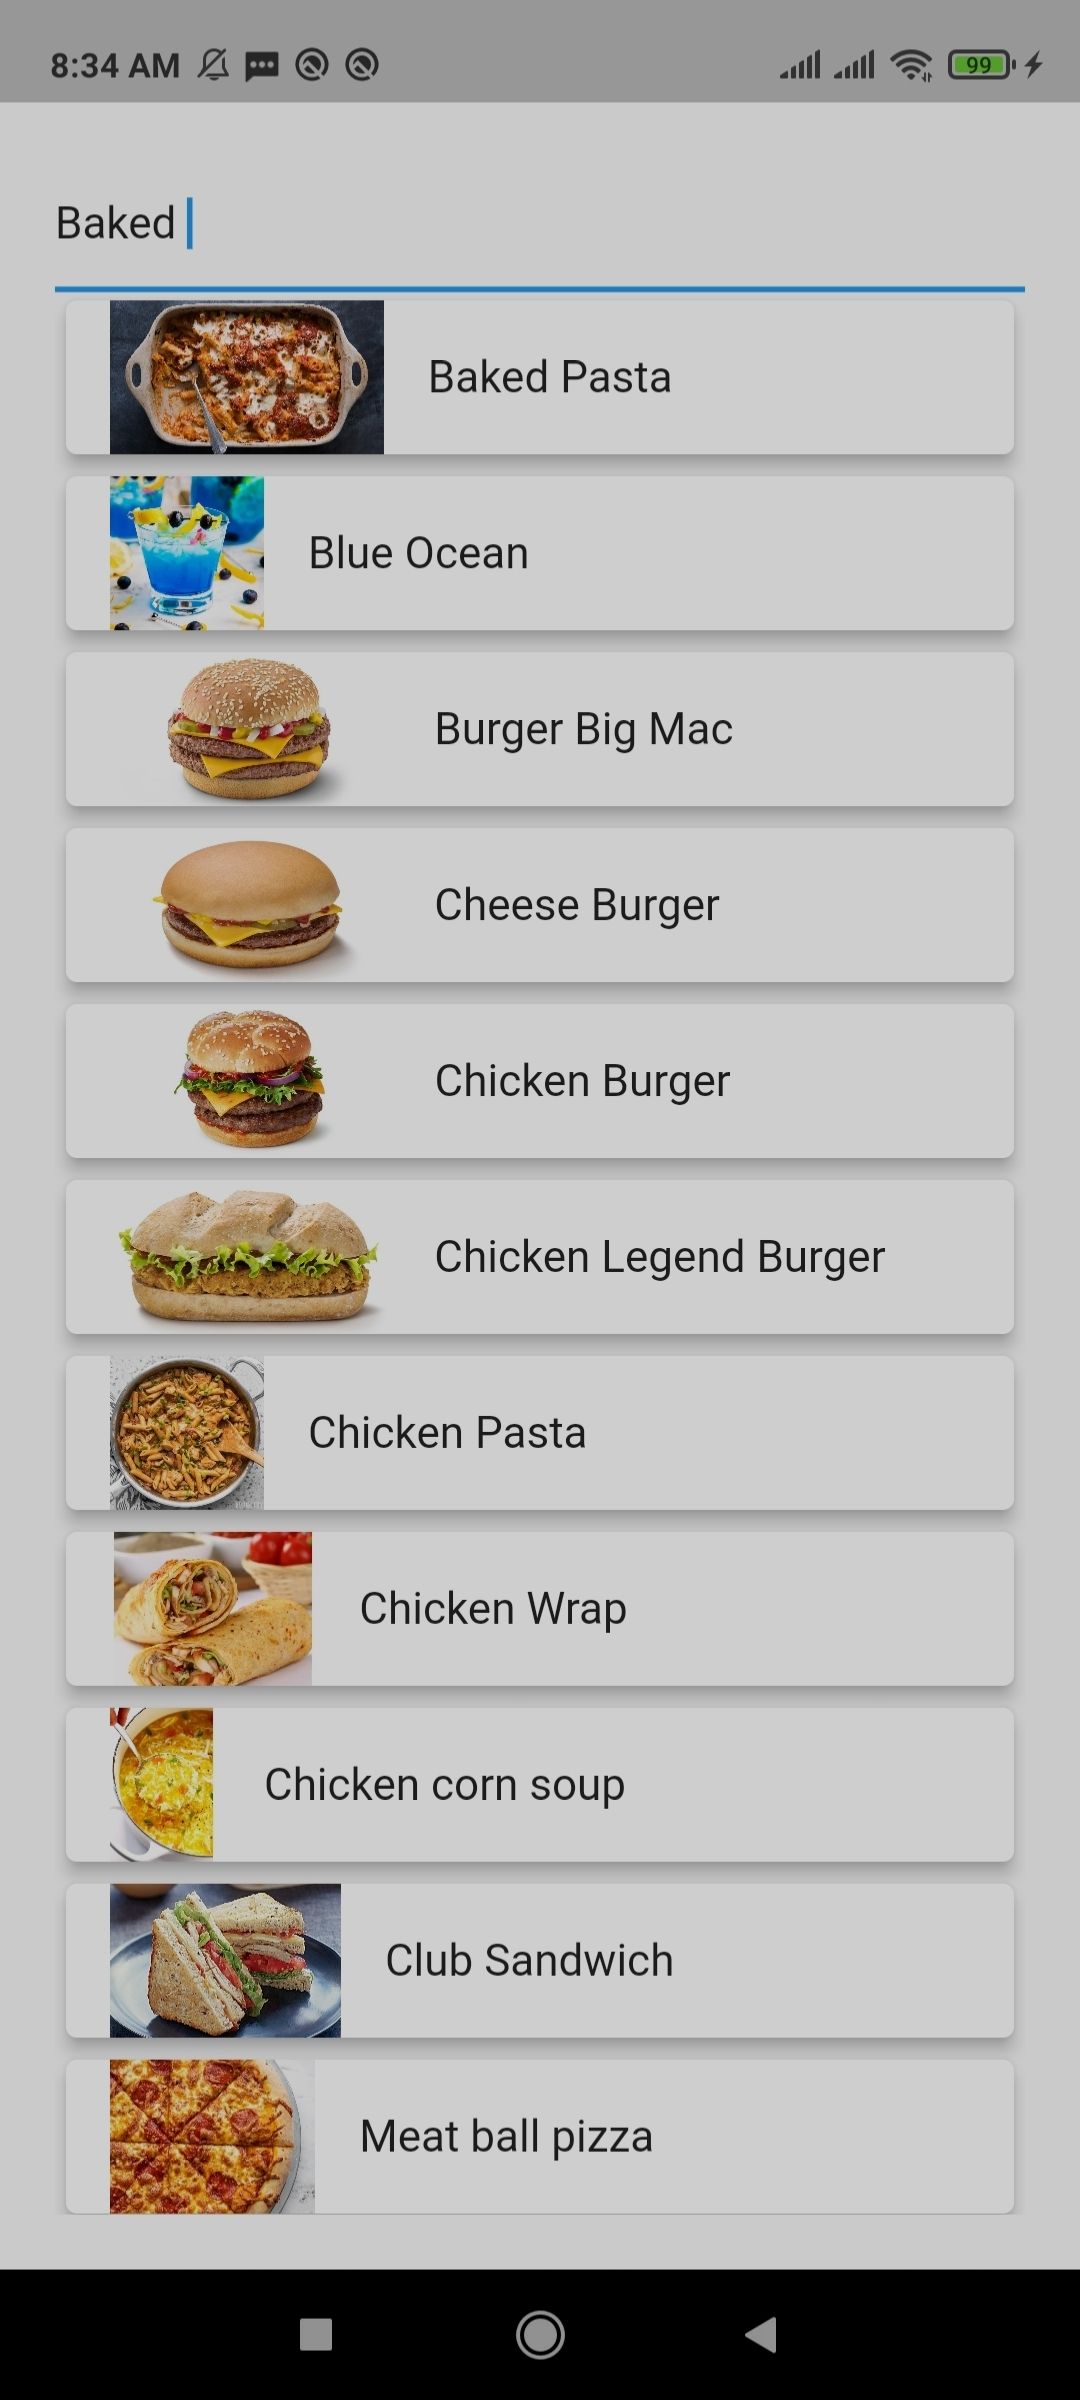 8:34 AM
99
Baked
Baked Pasta
Blue Ocean
Burger Big Mac
Cheese Burger
Chicken Burger
Chicken Legend Burger
Chicken Pasta
Chicken Wrap
Chicken corn soup
Club Sandwich
Meat ball pizza